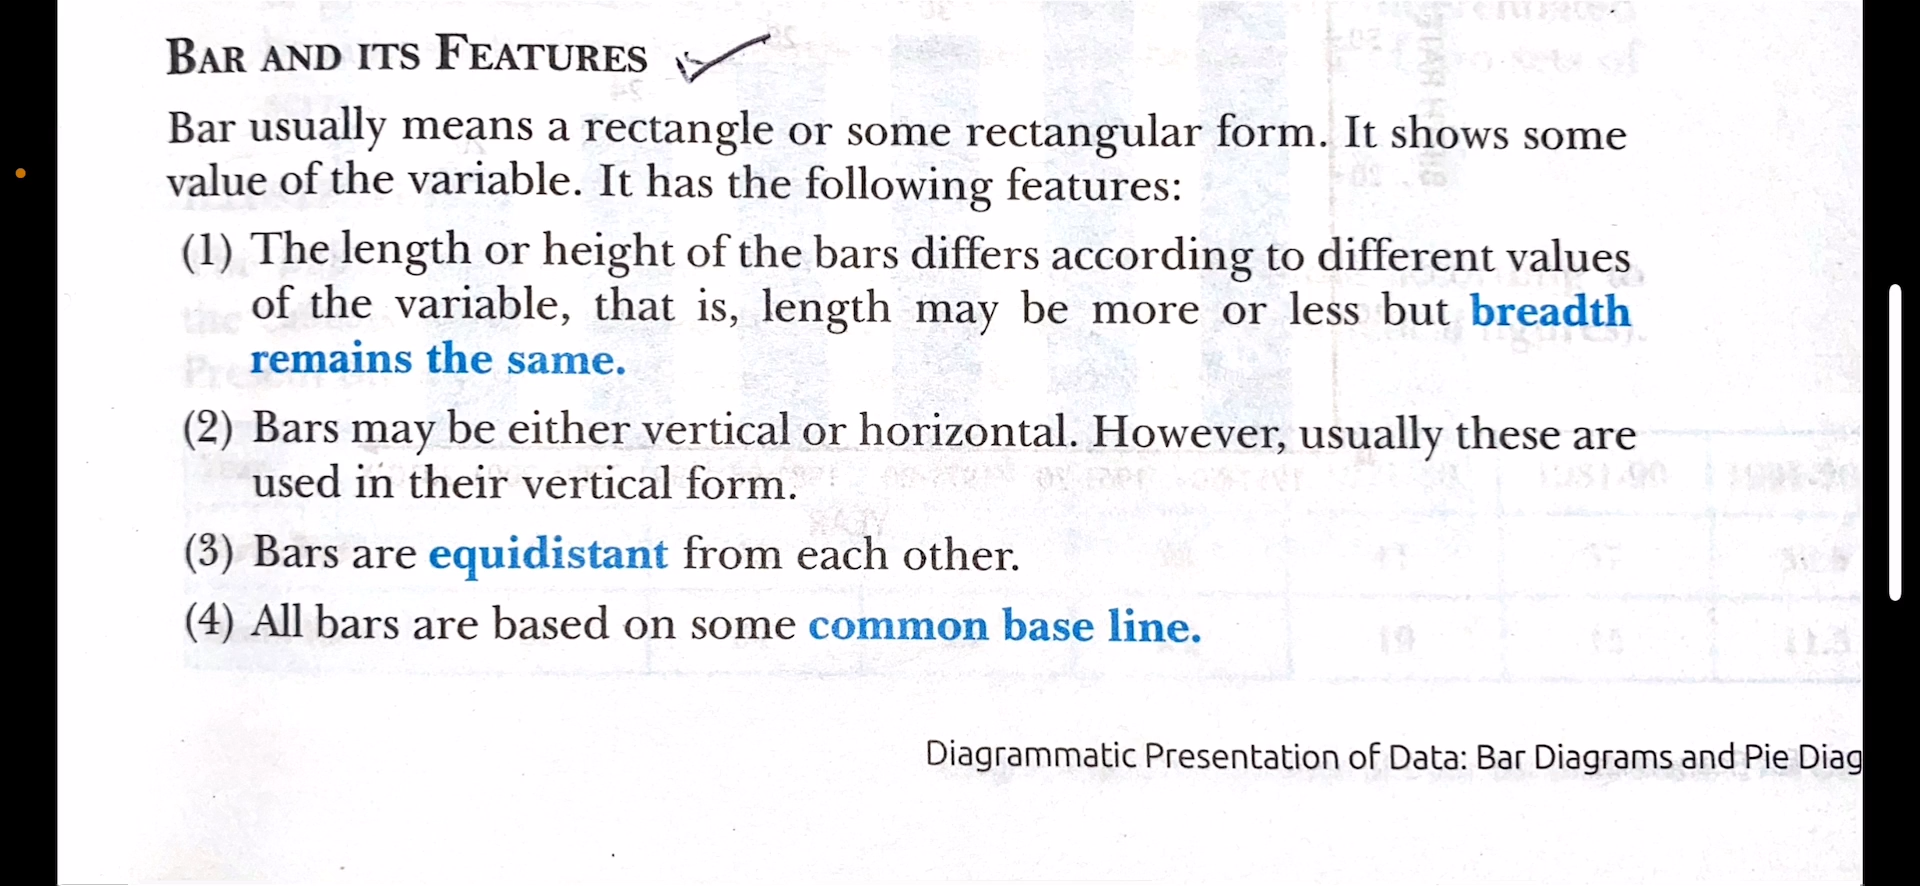 BAR AND ITS FEATURES
Bar usually means a rectangle or some rectangular form. It shows some
value of the variable. It has the following features:
(1) The length or height of the bars differs according to different values
of the variable, that is, length may be more or less but breadth
remains the same.
(2) Bars may be either vertical or horizontal. However, usually these are
used in their vertical form.
(3) Bars are equidistant from each other.
(4) All bars are based on some common base line.
Diagrammatic Presentation of Data: Bar Diagrams and Pie Diag